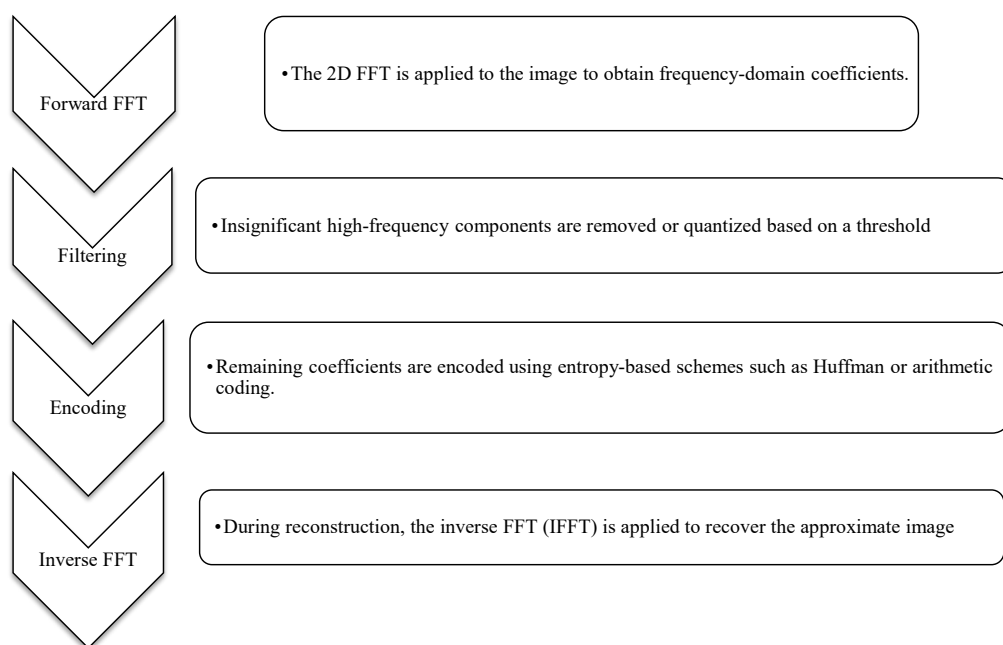 Forward FFT
•The 2D FFT is applied to the image to obtain frequency-domain coefficients.
Filtering
•Insignificant high-frequency components are removed or quantized based on a threshold
Encoding
•Remaining coefficients are encoded using entropy-based schemes such as Huffman or arithmetic
coding.
Inverse FFT
•During reconstruction, the inverse FFT (IFFT) is applied to recover the approximate image